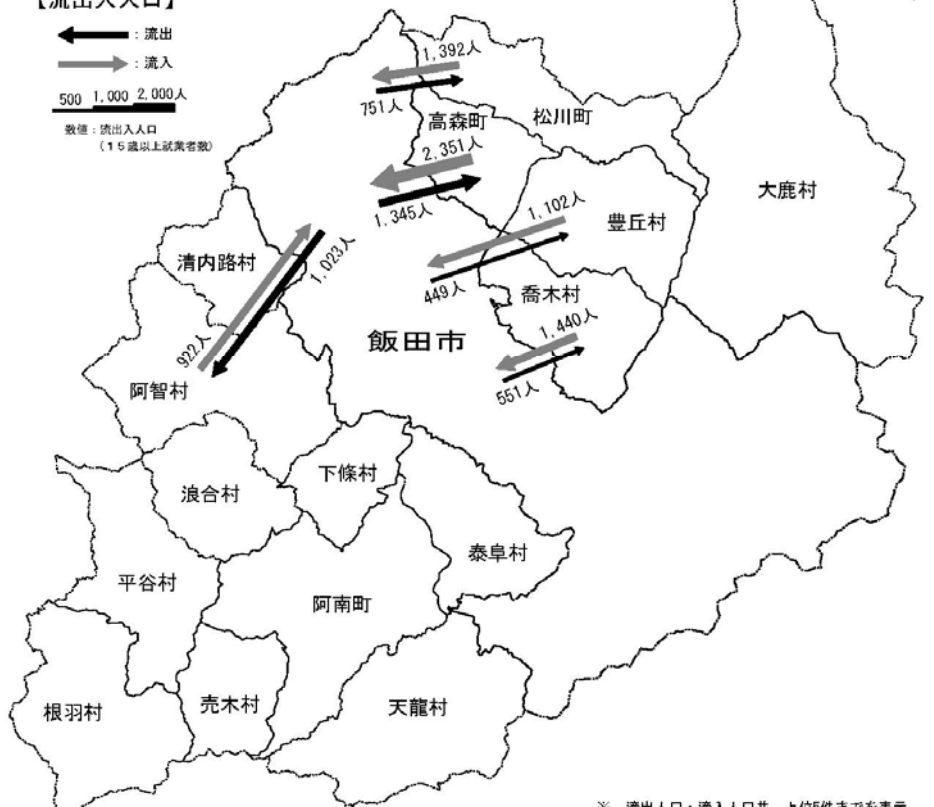 【流出入人口】
：流出
：流入
500 1,000 2,000人
数値：流出入人口
（15歳以上就業者数）
1,392人
751人
高森町
松川町
2,351人
1,345人
大鹿村
1,102人
豊丘村
清内路村
1,023人
449人
喬木村
飯田市
1,440人
922人
551人
阿智村
下條村
浪合村
泰阜村
平谷村
阿南町
根羽村
売木村
天龍村